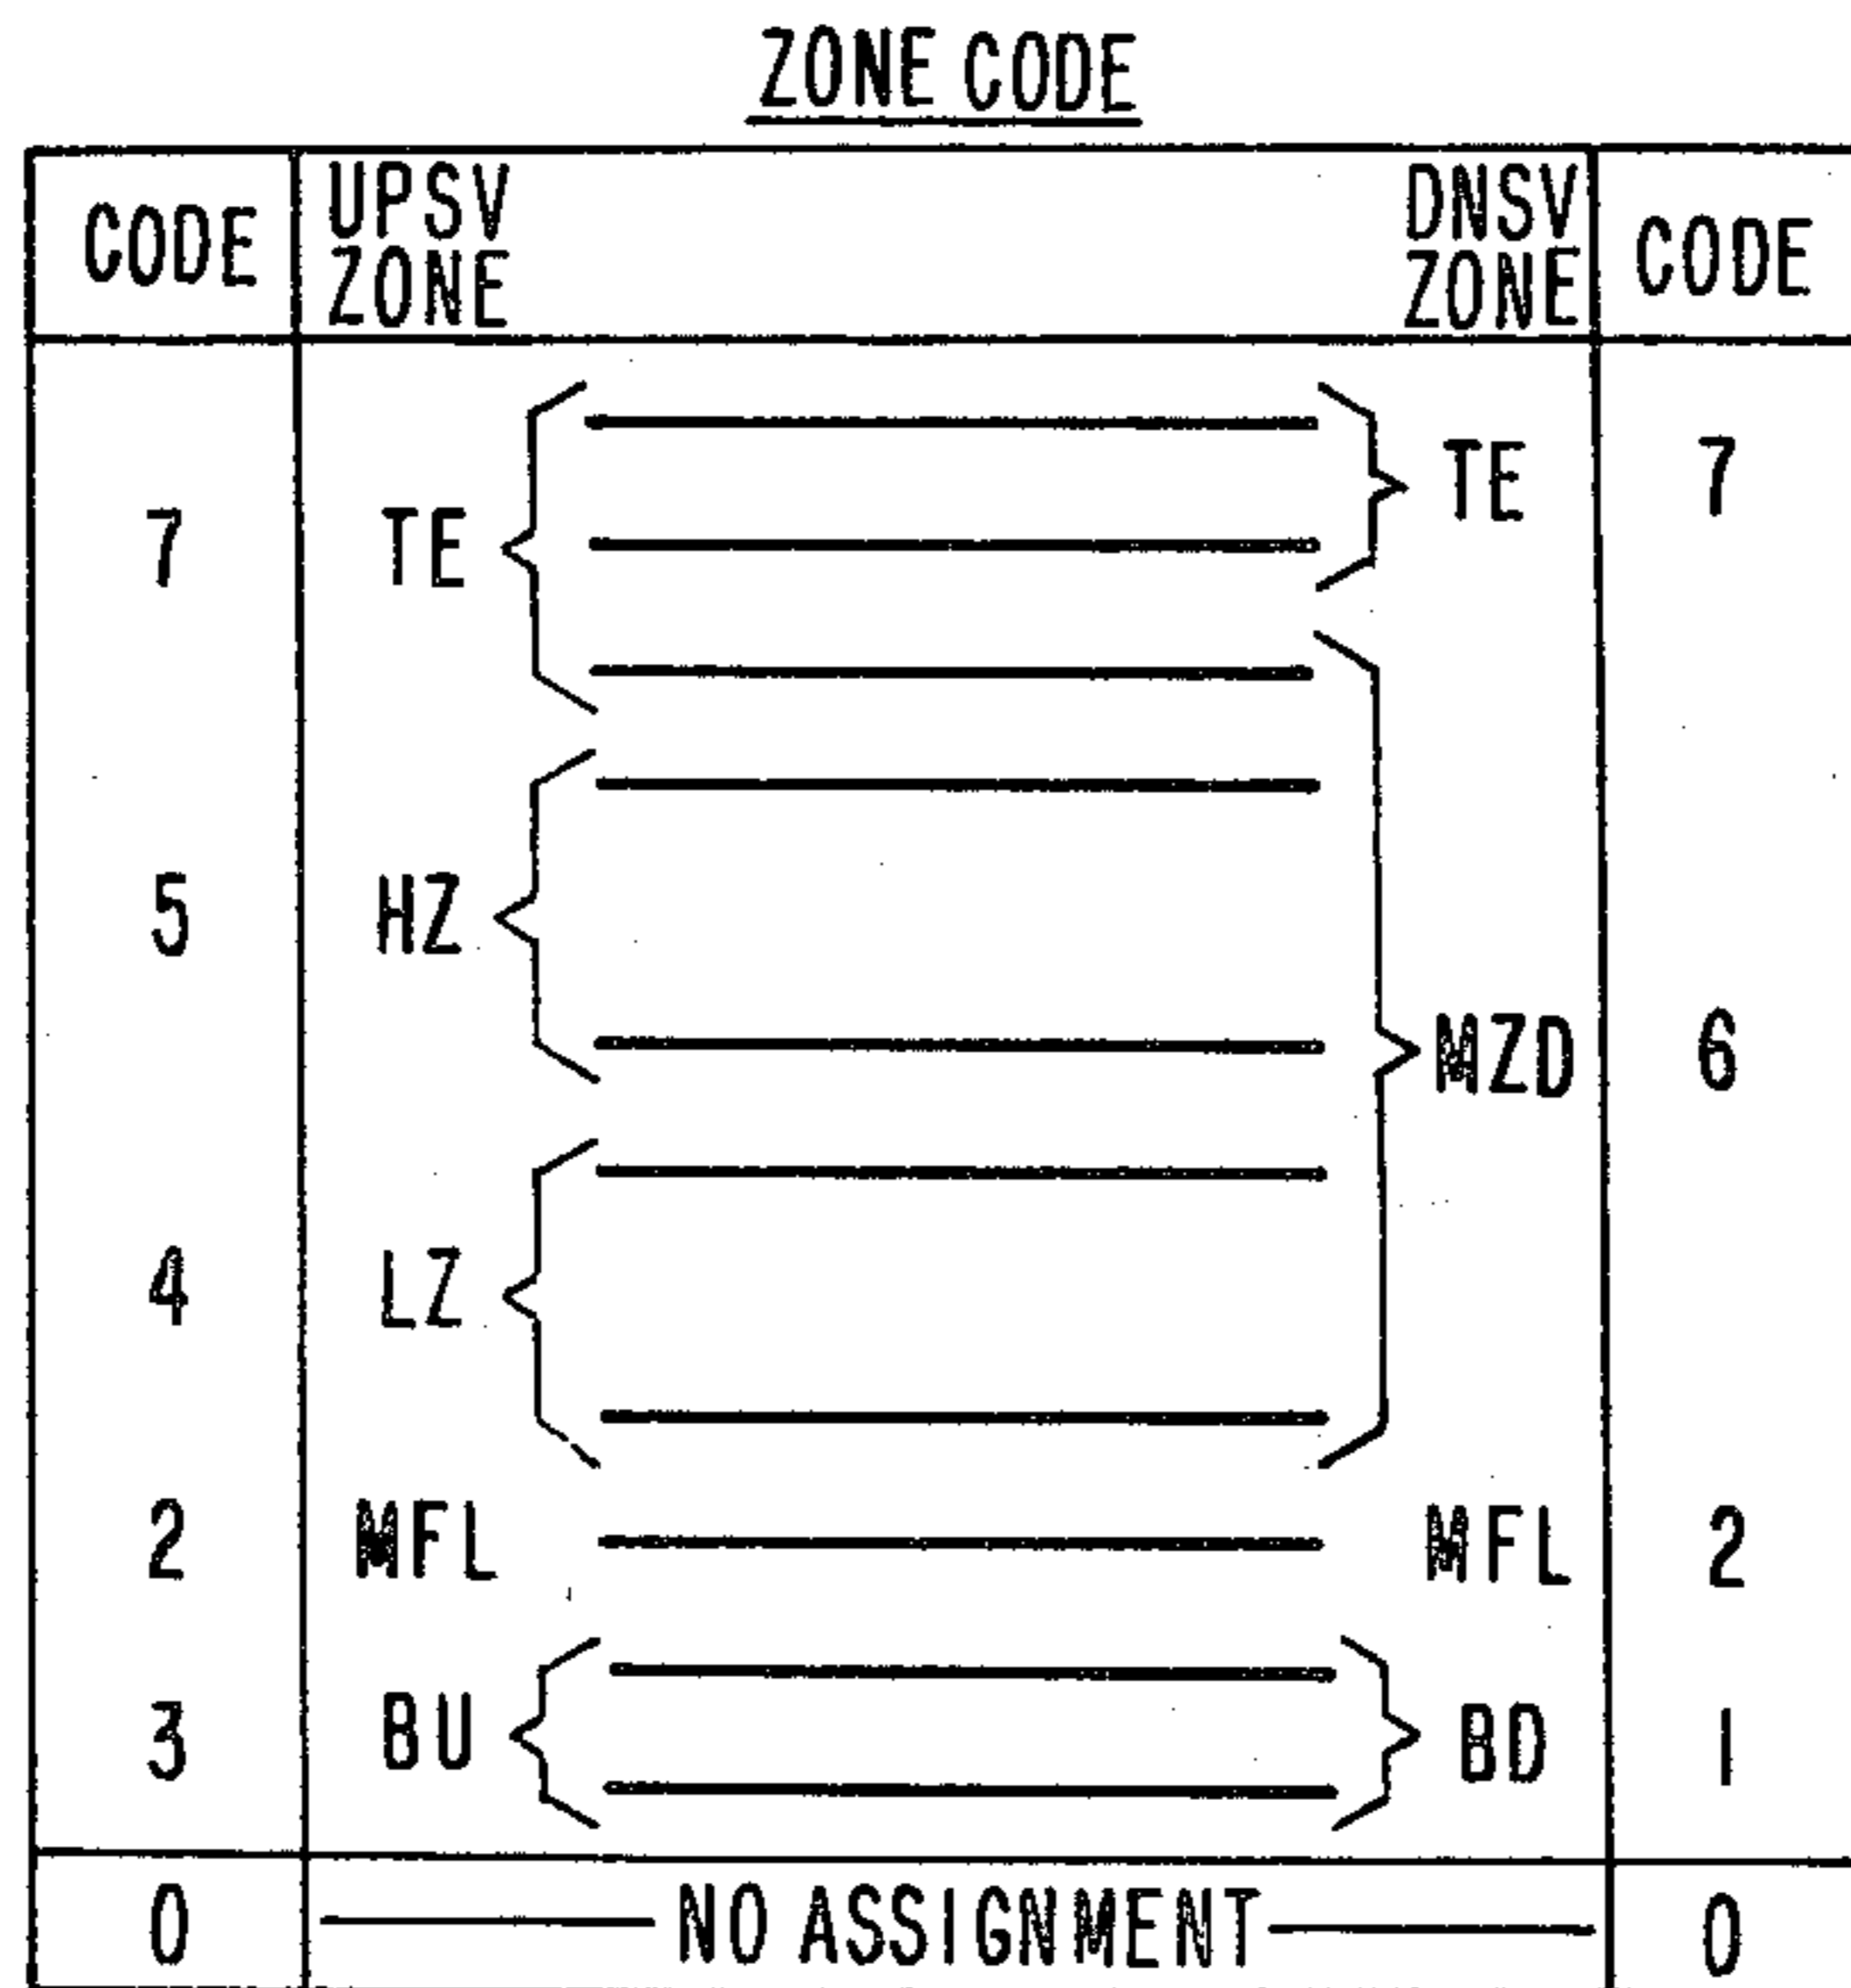 ZONE CODE
CODE
UPSV
ZONE
DNSV
ZONE
CODE
7 TE TE 7
5 HZ
MZD 6
4 LZ
2 MFL MFL 2
3 BU BD 1
0 NO ASSIGNMENT 0